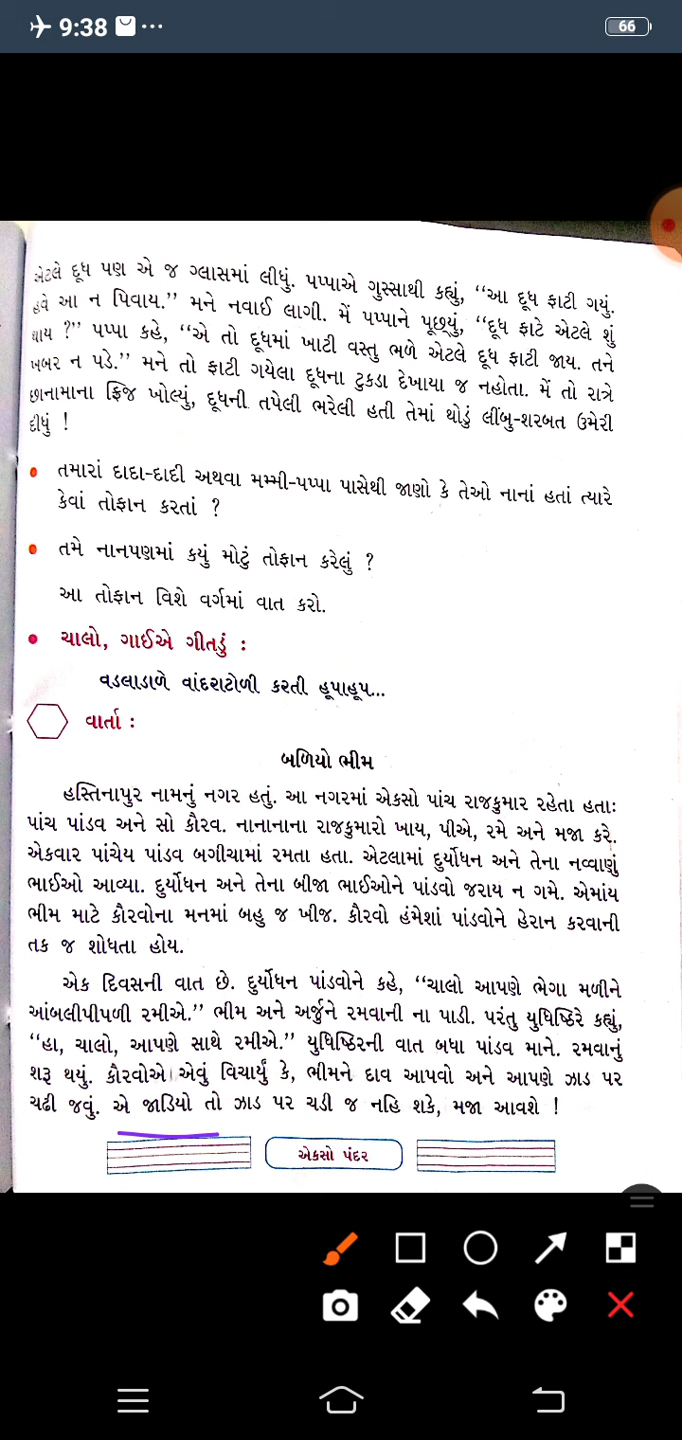 9:38
66
એટલે દૂધ પણ એ જ ગ્લાસમાં લીધું. પપ્પાએ ગુસ્સાથી કહ્યું, “આ દૂધ ફાટી ગયું.
હવે આ ન પિવાય.” મને નવાઈ લાગી. મેં પપ્પાને પૂછ્યું, “દૂધ ફાટે એટલે શું
થાય ?” પપ્પા કહે, “એ તો દૂધમાં ખાટી વસ્તુ ભળે એટલે દૂધ ફાટી જાય. તને
ખબર ન પડે.” મને તો ફાટી ગયેલા દૂધના ટુકડા દેખાયા જ નહોતા. મેં તો રાત્રે
છાનામાના ફ્રિજ ખોલ્યું, દૂધની તપેલી ભરેલી હતી તેમાં થોડું લીંબુ-શરબત ઉમેરી
દીધું !
• તમારાં દાદા-દાદી અથવા મમ્મી-પપ્પા પાસેથી જાણો કે તેઓ નાનાં હતાં ત્યારે
કેવાં તોફાન કરતાં ?
• તમે નાનપણમાં કયું મોટું તોફાન કરેલું ?
આ તોફાન વિશે વર્ગમાં વાત કરો.
• ચાલો, ગાઈએ ગીતડું :
વડલાડાળે વાંદરાટોળી કરતી હૂપાહૂપ...
વાર્તા :
બળિયો ભીમ
હસ્તિનાપુર નામનું નગર હતું. આ નગરમાં એકસો પાંચ રાજકુમાર રહેતા હતાઃ
પાંચ પાંડવ અને સો કૌરવ. નાનાનાના રાજકુમારો ખાય, પીએ, રમે અને મજા કરે.
એકવાર પાંચેય પાંડવ બગીચામાં રમતા હતા. એટલામાં દુર્યોધન અને તેના નવ્વાણું
ભાઈઓ આવ્યા. દુર્યોધન અને તેના બીજા ભાઈઓને પાંડવો જરાય ન ગમે. એમાંય
ભીમ માટે કૌરવોના મનમાં બહુ જ ખીજ. કૌરવો હંમેશાં પાંડવોને હેરાન કરવાની
તક જ શોધતા હોય.
એક દિવસની વાત છે. દુર્યોધન પાંડવોને કહે, “ચાલો આપણે ભેગા મળીને
આંબલીપીપળી રમીએ.” ભીમ અને અર્જુને રમવાની ના પાડી. પરંતુ યુધિષ્ઠિરે કહ્યું,
“હા, ચાલો, આપણે સાથે રમીએ.” યુધિષ્ઠિરની વાત બધા પાંડવ માને. રમવાનું
શરૂ થયું. કૌરવોએ એવું વિચાર્યું કે, ભીમને દાવ આપવો અને આપણે ઝાડ પર
ચઢી જવું. એ જાડિયો તો ઝાડ પર ચડી જ નહિ શકે, મજા આવશે !
એકસો પંદર